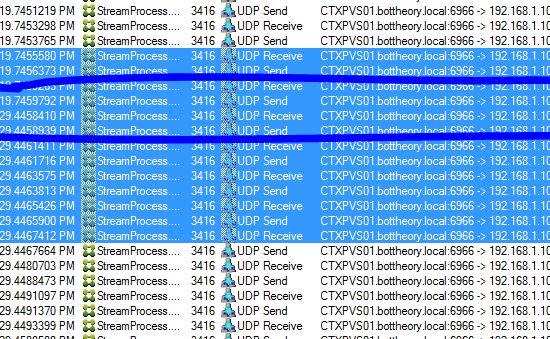 19.7451219 PM StreamProcess.... 3416 UDP Send CTXPVS01.bottheory.local:6966 -> 192.168.1.10
19.7453298 PM StreamProcess.... 3416 UDP Receive CTXPVS01.bottheory.local:6966 -> 192.168.1.10
19.7453765 PM StreamProcess.... 3416 UDP Send CTXPVS01.bottheory.local:6966 -> 192.168.1.10
19.7455580 PM StreamProcess.... 3416 UDP Receive CTXPVS01.bottheory.local:6966 -> 192.168.1.10
19.7456373 PM StreamProcess.... 3416 UDP Send CTXPVS01.bottheory.local:6966 -> 192.168.1.10
PM StreamProcess.... 3416 UDP Receive CTXPVS01.bottheory.local:6966 -> 192.168.1.10
19.7459792 PM StreamProcess.... 3416 UDP Send CTXPVS01.bottheory.local:6966 -> 192.168.1.10
29.4458410 PM StreamProcess.... 3416 UDP Receive CTXPVS01.bottheory.local:6966 -> 192.168.1.10
29.4458939 PM StreamProcess.... 3416 UDP Send CTXPVS01.bottheory.local:6966 -> 192.168.1.10
29.4461411 PM StreamProcess.... 3416 UDP Receive CTXPVS01.bottheory.local:6966 -> 192.168.1.10
29.4461716 PM StreamProcess.... 3416 UDP Send CTXPVS01.bottheory.local:6966 -> 192.168.1.10
29.4463575 PM StreamProcess.... 3416 UDP Receive CTXPVS01.bottheory.local:6966 -> 192.168.1.10
29.4463813 PM StreamProcess.... 3416 UDP Send CTXPVS01.bottheory.local:6966 -> 192.168.1.10
29.4465426 PM StreamProcess.... 3416 UDP Receive CTXPVS01.bottheory.local:6966 -> 192.168.1.10
29.4465900 PM StreamProcess.... 3416 UDP Send CTXPVS01.bottheory.local:6966 -> 192.168.1.10
29.4467412 PM StreamProcess.... 3416 UDP Receive CTXPVS01.bottheory.local:6966 -> 192.168.1.10
29.4467664 PM StreamProcess.... 3416 UDP Send CTXPVS01.bottheory.local:6966 -> 192.168.1.10
29.4480703 PM StreamProcess.... 3416 UDP Receive CTXPVS01.bottheory.local:6966 -> 192.168.1.10
29.4488473 PM StreamProcess.... 3416 UDP Send CTXPVS01.bottheory.local:6966 -> 192.168.1.10
29.4491097 PM StreamProcess.... 3416 UDP Receive CTXPVS01.bottheory.local:6966 -> 192.168.1.10
29.4491370 PM StreamProcess.... 3416 UDP Send CTXPVS01.bottheory.local:6966 -> 192.168.1.10
29.4493399 PM StreamProcess.... 3416 UDP Receive CTXPVS01.bottheory.local:6966 -> 192.168.1.10